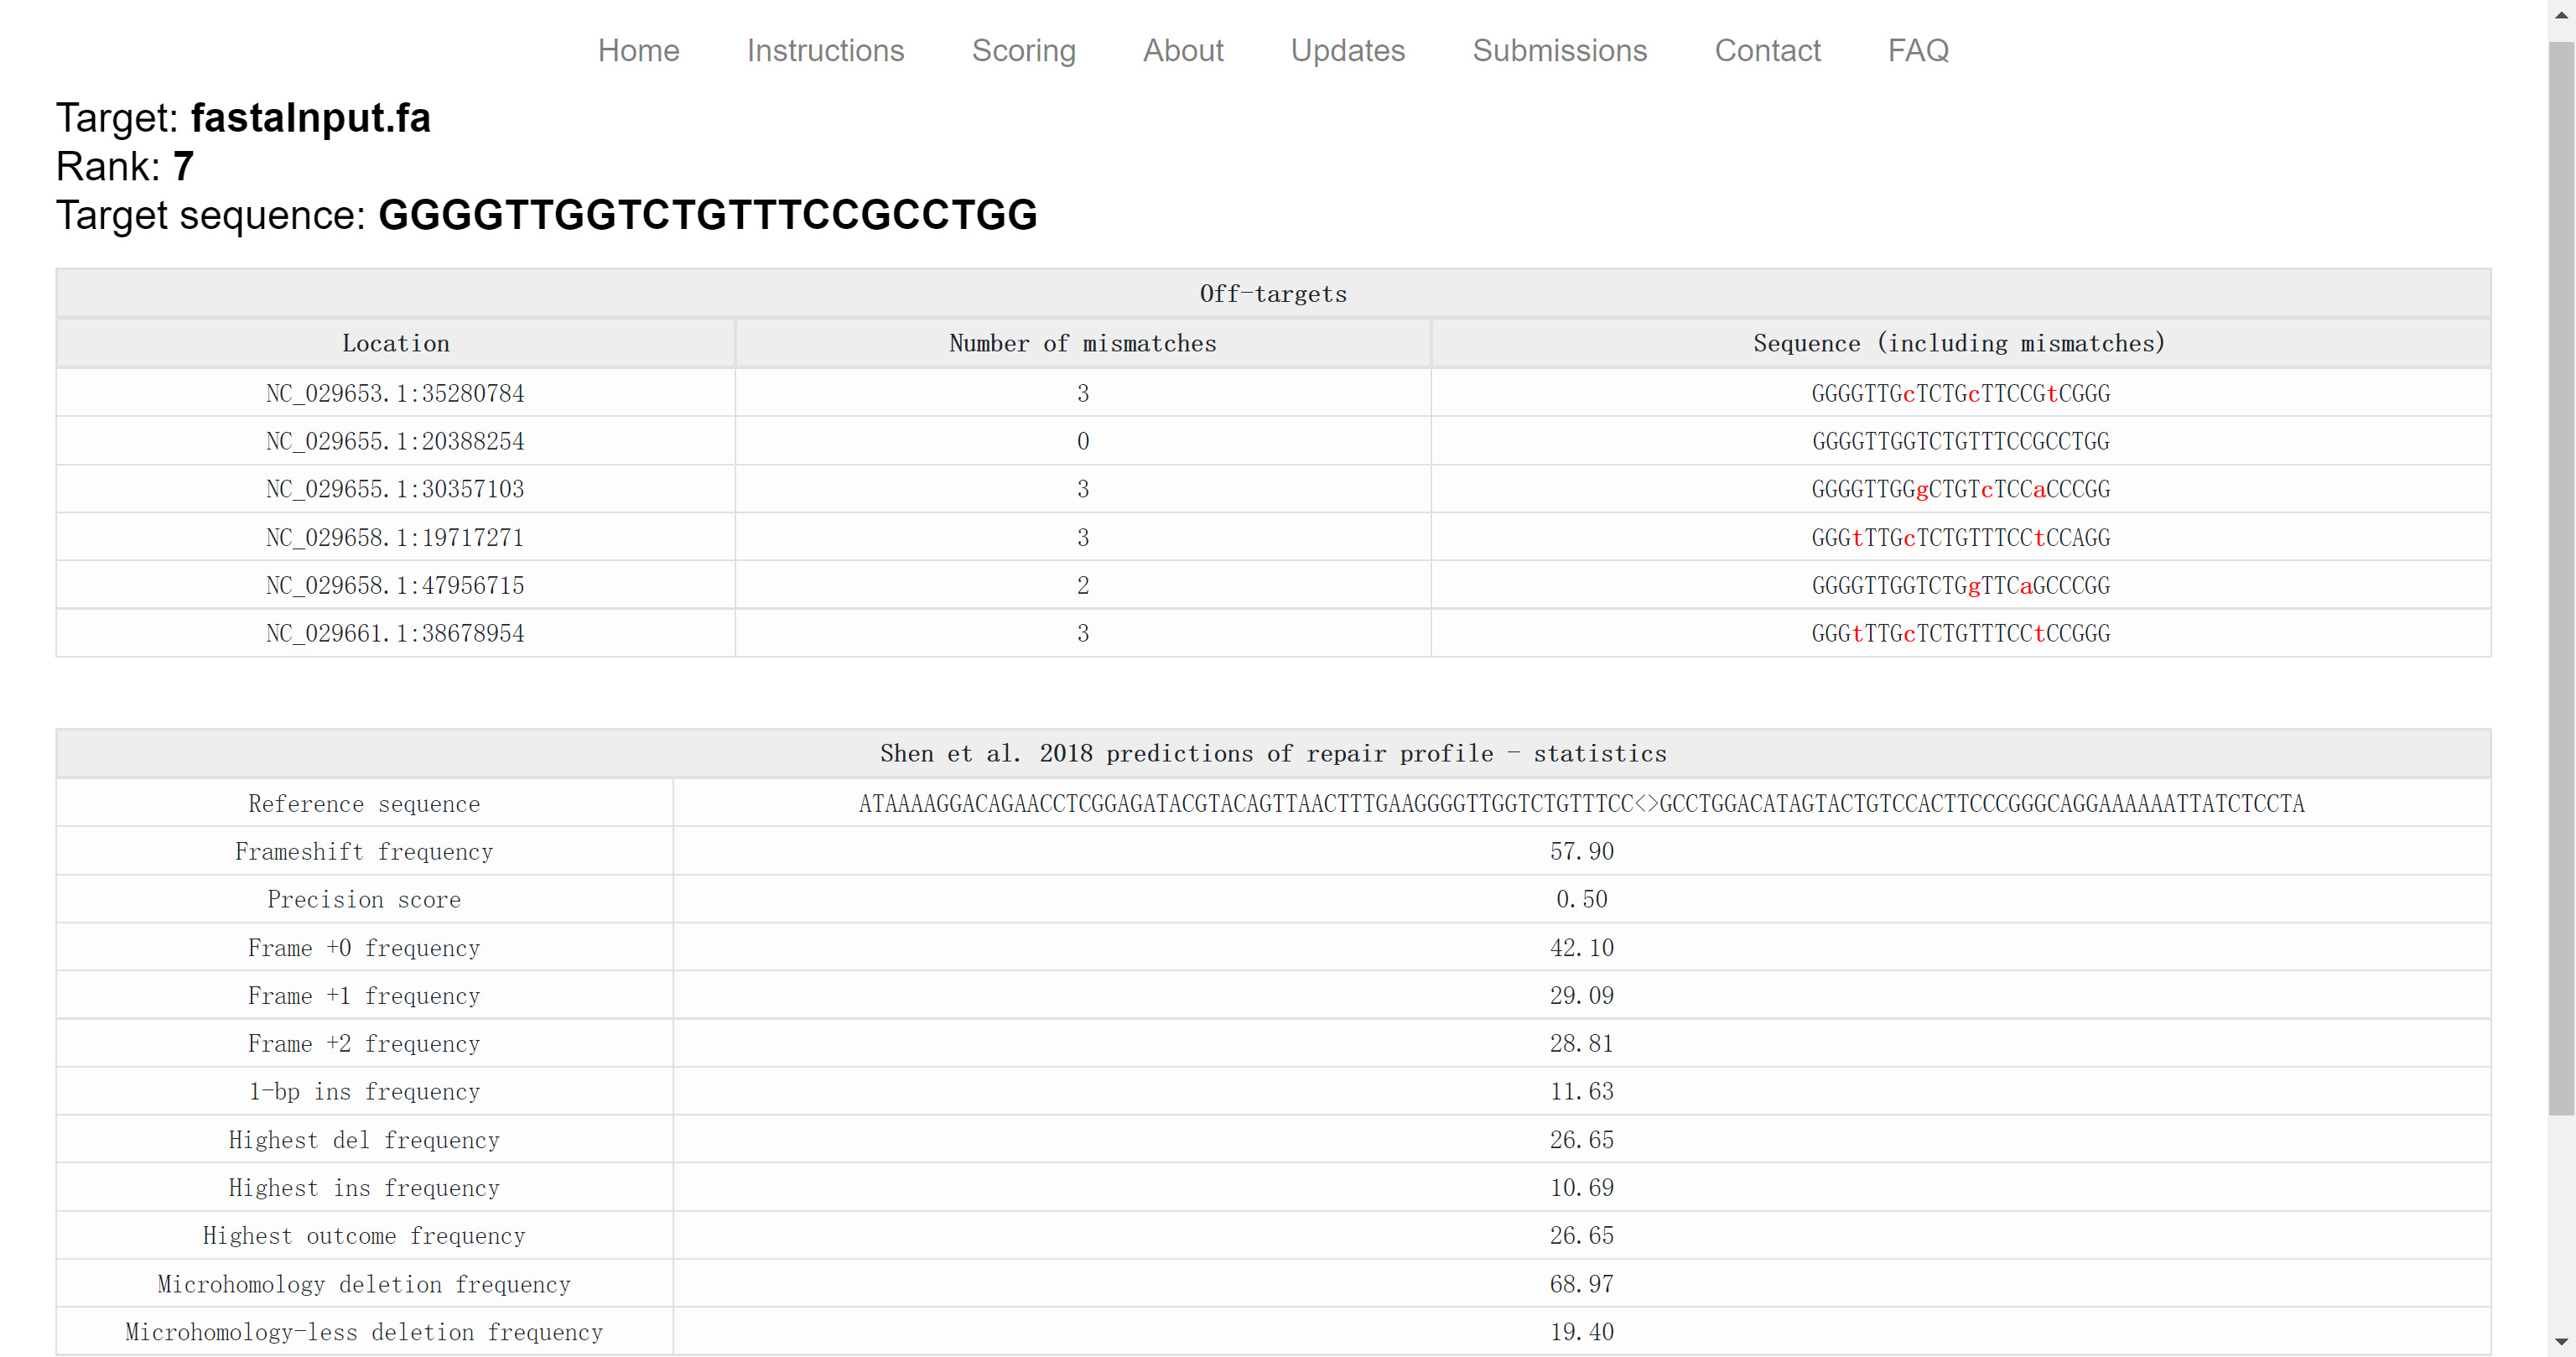 Home Instructions Scoring About Updates Submissions Contact FAQ
Target: fastaInput.fa
Rank: 7
Target sequence: GGGGTTGGTCTGTTTCCGCCTGG
Off-targets
Location Number of mismatches Sequence (including mismatches)
NC_029653.1:35280784 3 GGGGTTGcTCTGcTTCCGtCGGG
NC_029655.1:20388254 0 GGGGTTGGTCTGTTTCCGCCTGG
NC_029655.1:30357103 3 GGGGTTGGgCTGTcTCCaCCCGG
NC_029658.1:19717271 3 GGGtTTGcTCTGTTTCCtCCAGG
NC_029658.1:47956715 2 GGGGTTGGTCTGgTTCaGCCCGG
NC_029661.1:38678954 3 GGGtTTGcTCTGTTTCCtCCGGG
Shen et al. 2018 predictions of repair profile - statistics
Reference sequence ATAAAAGGACAGAACCTCGGAGATACGTACAGTTAACTTTGAAGGGGTTGGTCTGTTTCC<>GCCTGGACATAGTACTGTCCACTTCCCGGGCAGGAAAAAATTATCTCCTA
Frameshift frequency 57.90
Precision score 0.50
Frame +0 frequency 42.10
Frame +1 frequency 29.09
Frame +2 frequency 28.81
1-bp ins frequency 11.63
Highest del frequency 26.65
Highest ins frequency 10.69
Highest outcome frequency 26.65
Microhomology deletion frequency 68.97
Microhomology-less deletion frequency 19.40